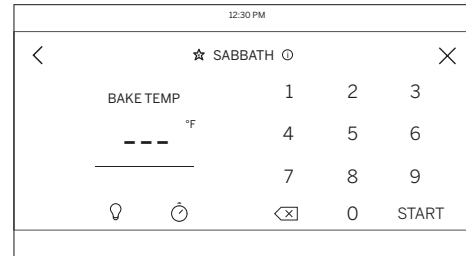 12:30 PM
SABBATH
BAKE TEMP
--- °F
1 2 3
4 5 6
7 8 9
0 START